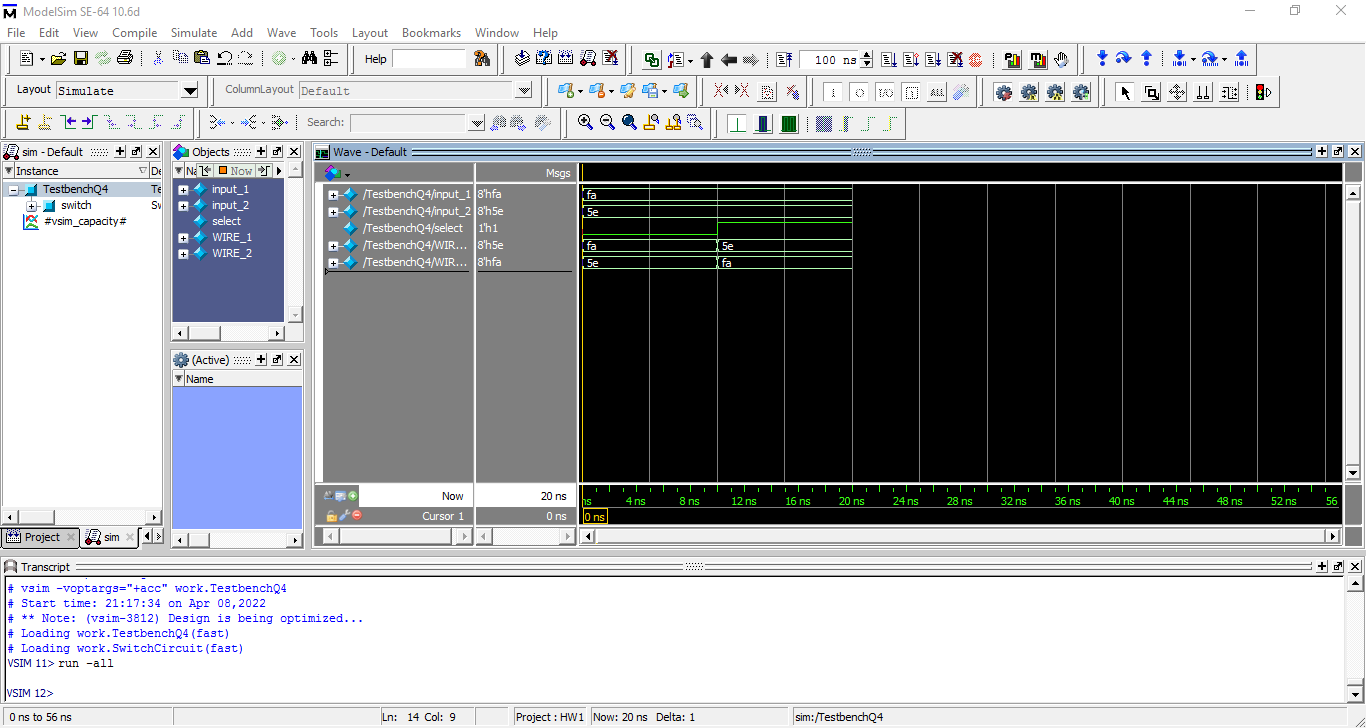 ModelSim SE-64 10.6d
File Edit View Compile Simulate Add Wave Tools Layout Bookmarks Window Help
Help
100 ns
Layout Simulate
ColumnLayout Default
ALL
Search:
sim - Default
Instance
TestbenchQ4 Te
switch Sv
#vsim_capacity#
Project
sim
Objects
Now
input_1
input_2
select
WIRE_1
WIRE_2
(Active)
Name
Wave - Default
Msgs
/TestbenchQ4/input_1 8'hfa fa
/TestbenchQ4/input_2 8'h5e 5e
/TestbenchQ4/select 1'h1
/TestbenchQ4/WIR... 8'h5e fa 5e
/TestbenchQ4/WIR... 8'hfa 5e fa
Now 20 ns
ns 4 ns 8 ns 12 ns 16 ns 20 ns 24 ns 28 ns 32 ns 36 ns 40 ns 44 ns 48 ns 52 ns 56
Cursor 1 0 ns 0 ns
Transcript
# vsim -voptargs="+acc" work.TestbenchQ4
# Start time: 21:17:34 on Apr 08,2022
# ** Note: (vsim-3812) Design is being optimized...
# Loading work.TestbenchQ4(fast)
# Loading work.SwitchCircuit(fast)
VSIM 11> run -all
VSIM 12>
0 ns to 56 ns Ln: 14 Col: 9 Project : HW1 Now: 20 ns Delta: 1 sim:/TestbenchQ4